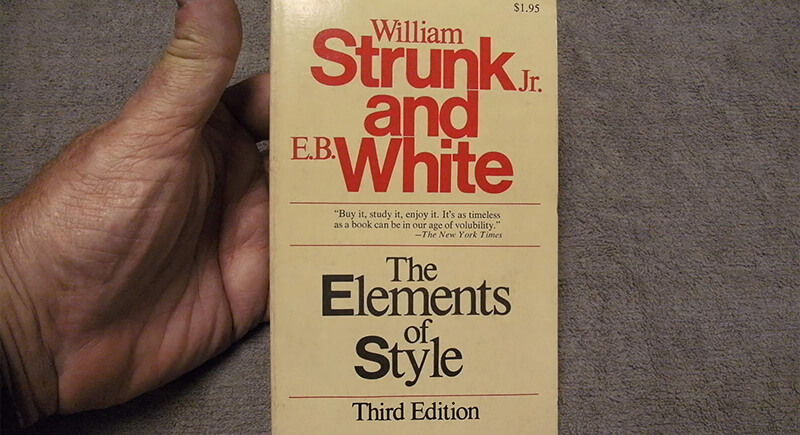 $1.95
William
Strunk Jr.
and
E.B. White
“Buy it, study it, enjoy it. It's as timeless
as a book can be in our age of volubility.”
—The New York Times
The
Elements
of
Style
Third Edition